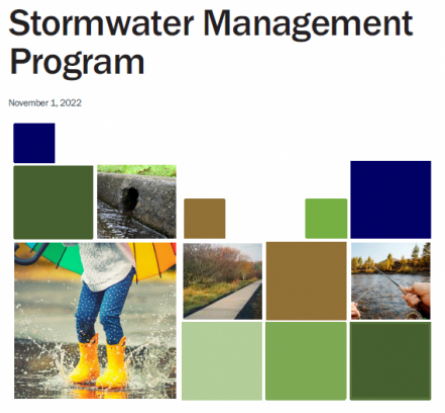 Stormwater Management
Program
November 1, 2022